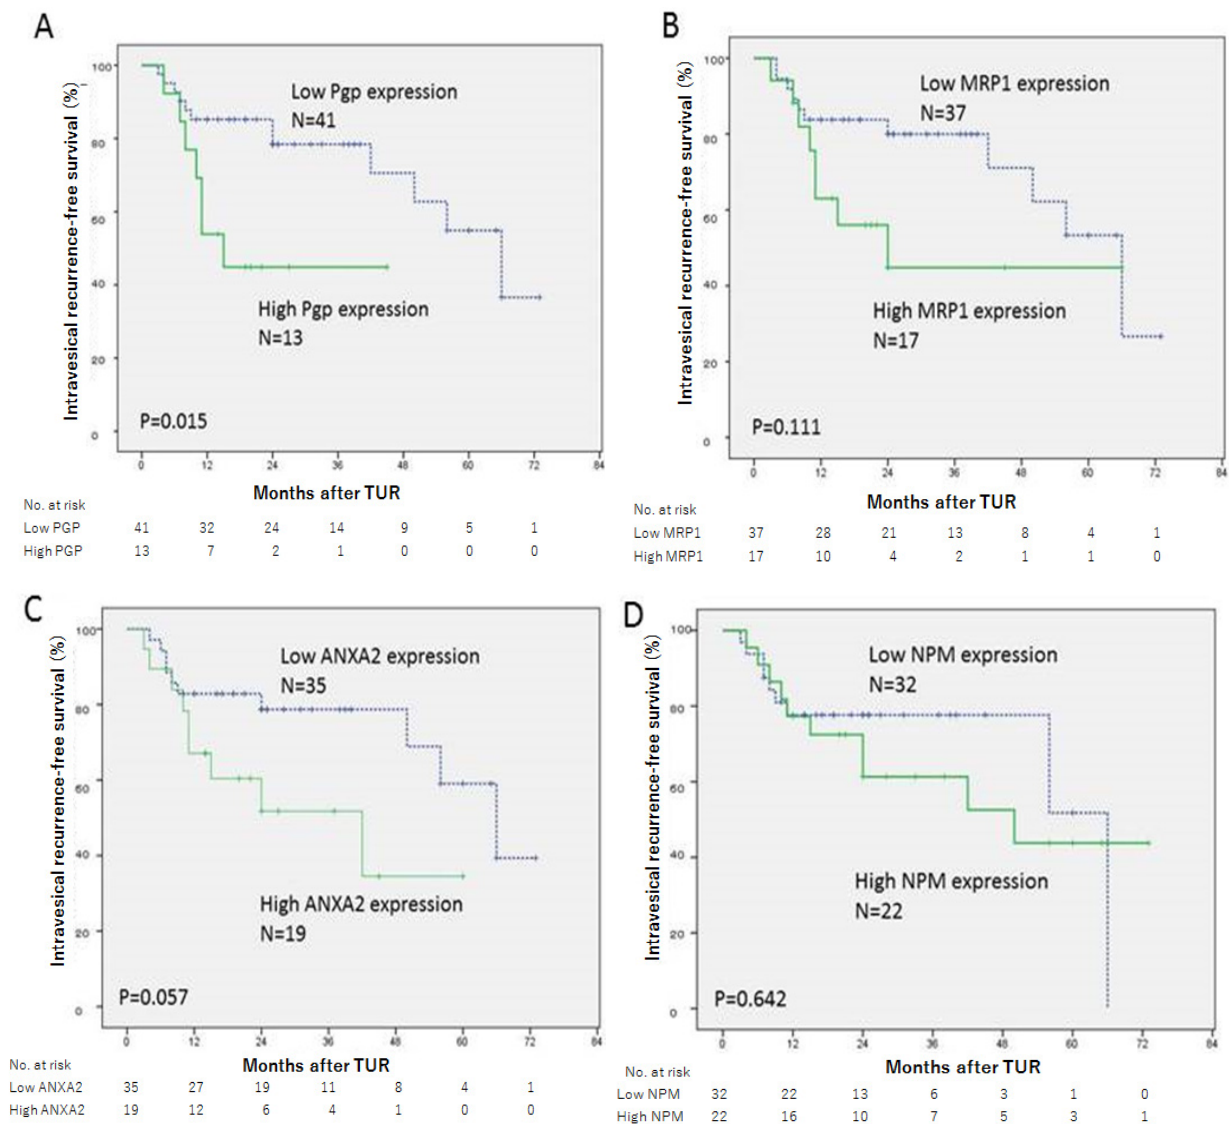 A
Intravesical recurrence-free survival (%)
100
80
60
40
20
0
Low Pgp expression
N=41
High Pgp expression
N=13
P=0.015
0 12 24 36 48 60 72 84
Months after TUR
No. at risk
Low PGP 41 32 24 14 9 5 1
High PGP 13 7 2 1 0 0 0
B
Intravesical recurrence-free survival (%)
100
80
60
40
20
0
Low MRP1 expression
N=37
High MRP1 expression
N=17
P=0.111
0 12 24 36 48 60 72 84
Months after TUR
No. at risk
Low MRP1 37 28 21 13 8 4 1
High MRP1 17 10 4 2 1 1 0
C
Intravesical recurrence-free survival (%)
100
80
60
40
20
0
Low ANXA2 expression
N=35
High ANXA2 expression
N=19
P=0.057
0 12 24 36 48 60 72 84
Months after TUR
No. at risk
Low ANXA2 35 27 19 11 8 4 1
High ANXA2 19 12 6 4 1 0 0
D
Intravesical recurrence-free survival (%)
100
80
60
40
20
0
Low NPM expression
N=32
High NPM expression
N=22
P=0.642
0 12 24 36 48 60 72 84
Months after TUR
No. at risk
Low NPM 32 22 13 6 3 1 0
High NPM 22 16 10 7 5 3 1